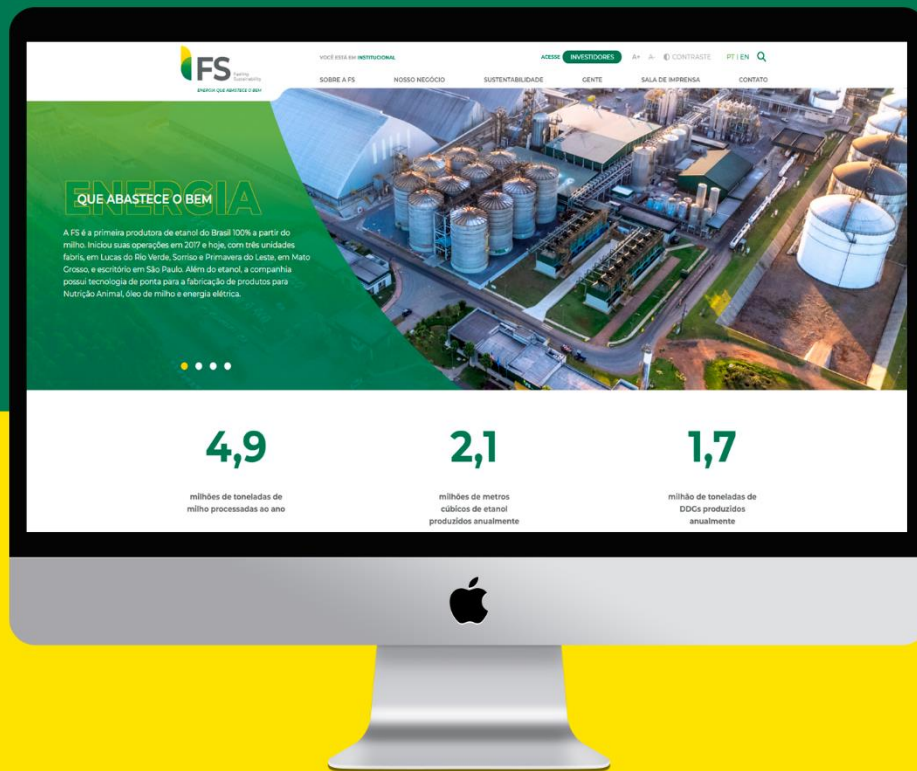 FS Fueling
Sustainability
ENERGIA QUE ABASTECE O BEM
VOCÊ ESTÁ EM INSTITUCIONAL
ACESSE INVESTIDORES A+ A- CONTRASTE PT | EN
SOBRE A FS NOSSO NEGÓCIO SUSTENTABILIDADE GENTE SALA DE IMPRENSA CONTATO
ENERGIA
QUE ABASTECE O BEM
A FS é a primeira produtora de etanol do Brasil 100% a partir do
milho. Iniciou suas operações em 2017 e hoje, com três unidades
fabris, em Lucas do Rio Verde, Sorriso e Primavera do Leste, em Mato
Grosso, e escritório em São Paulo. Além do etanol, a companhia
possui tecnologia de ponta para a fabricação de produtos para
Nutrição Animal, óleo de milho e energia elétrica.
4,9
milhões de toneladas de
milho processadas ao ano
2,1
milhões de metros
cúbicos de etanol
produzidos anualmente
1,7
milhão de toneladas de
DDGs produzidos
anualmente